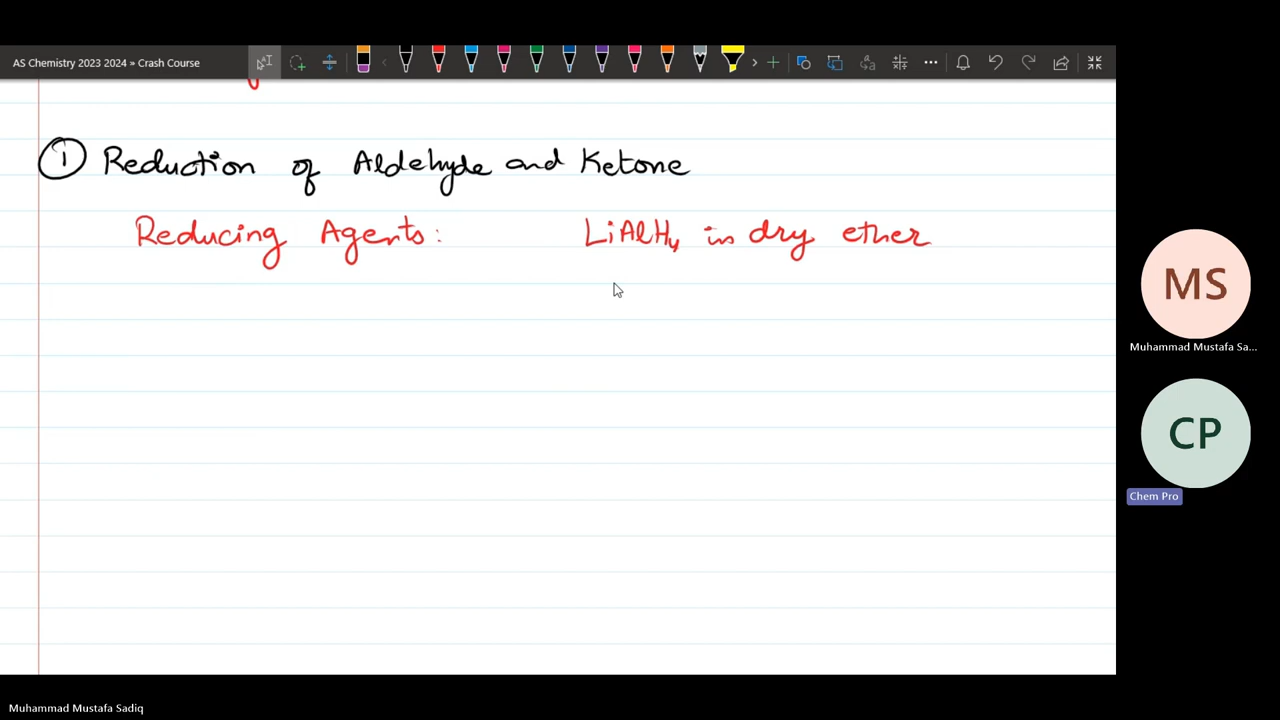 AS Chemistry 2023 2024 » Crash Course
① Reduction of Aldehyde and Ketone
Reducing Agents: LiAlH₄ in dry ether
MS
Muhammad Mustafa Sa...
CP
Chem Pro
Muhammad Mustafa Sadiq